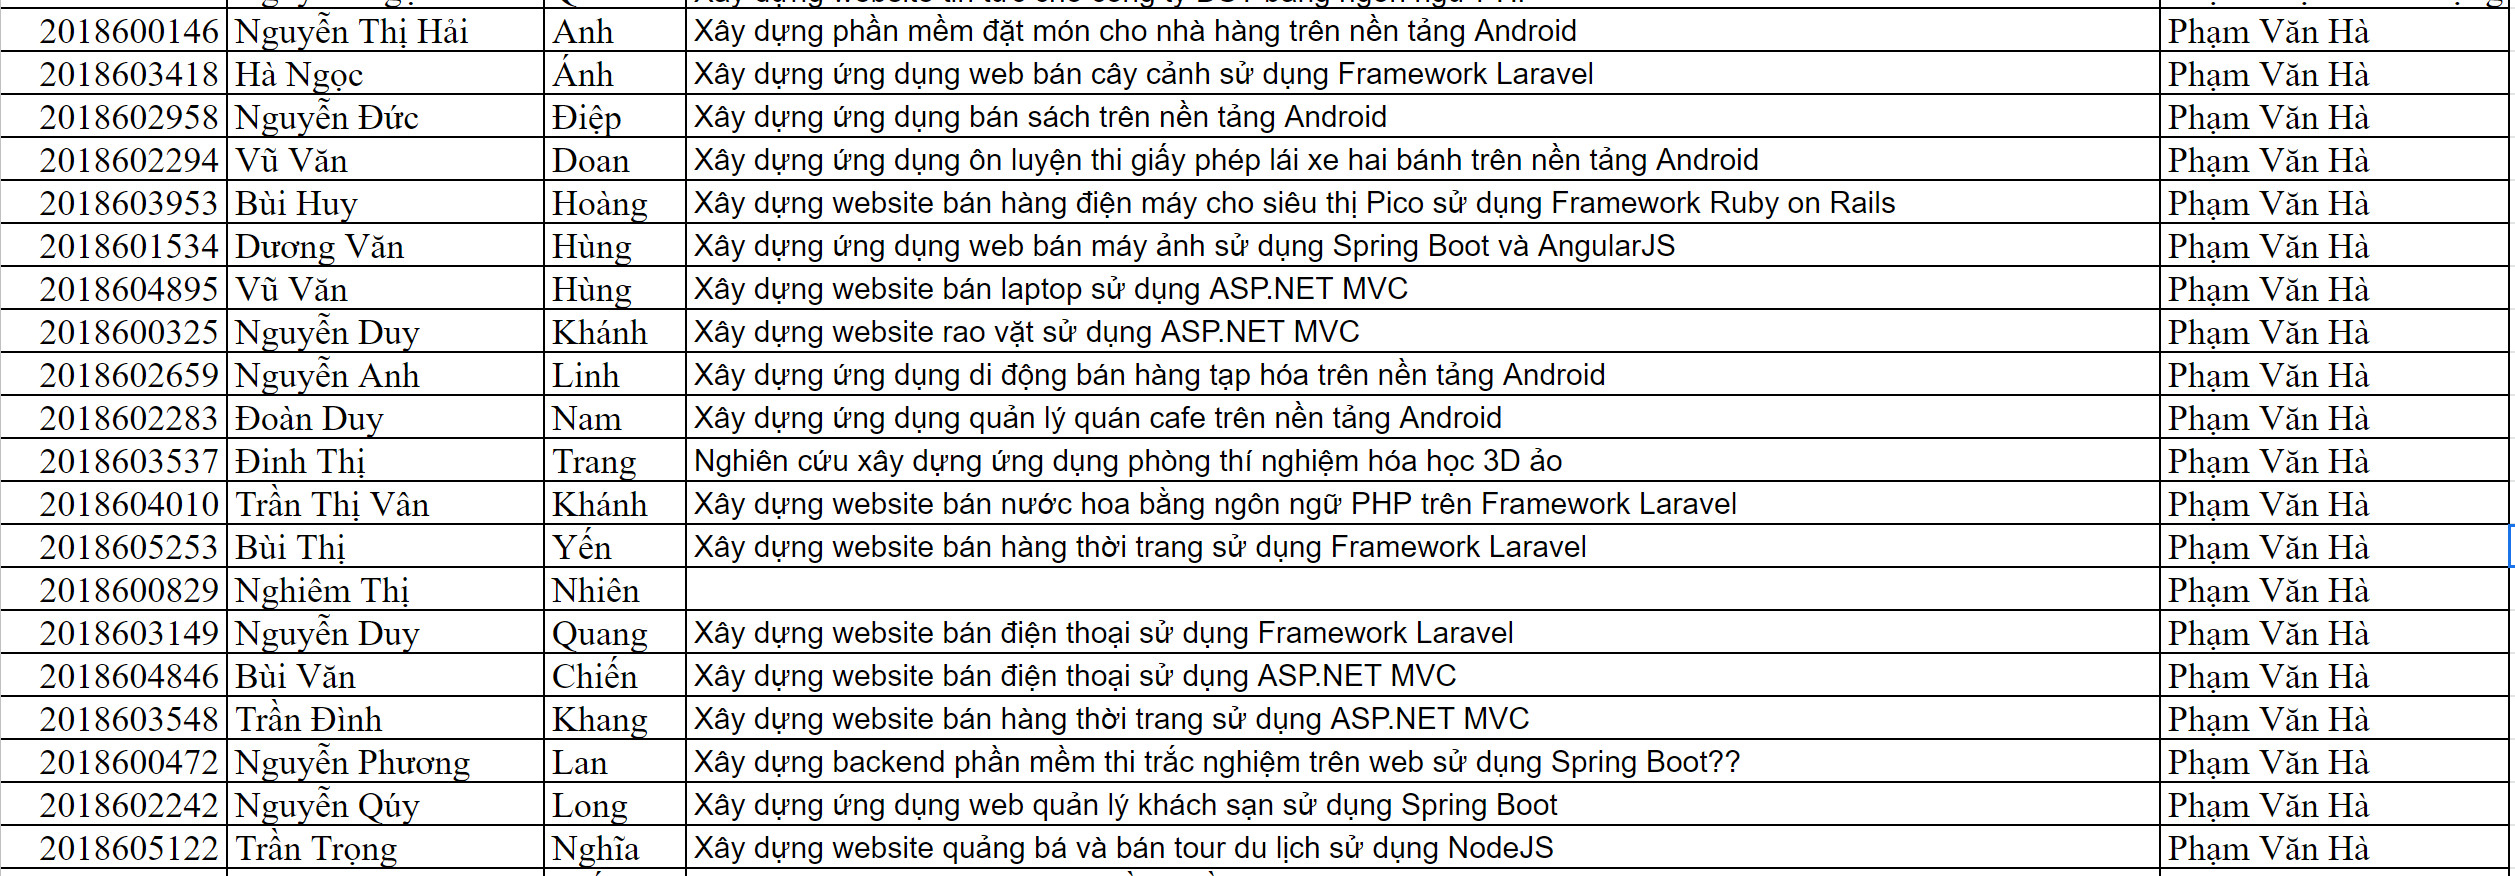 2018600146 Nguyễn Thị Hải Anh Xây dựng phần mềm đặt món cho nhà hàng trên nền tảng Android Phạm Văn Hà
2018603418 Hà Ngọc Ánh Xây dựng ứng dụng web bán cây cảnh sử dụng Framework Laravel Phạm Văn Hà
2018602958 Nguyễn Đức Điệp Xây dựng ứng dụng bán sách trên nền tảng Android Phạm Văn Hà
2018602294 Vũ Văn Doan Xây dựng ứng dụng ôn luyện thi giấy phép lái xe hai bánh trên nền tảng Android Phạm Văn Hà
2018603953 Bùi Huy Hoàng Xây dựng website bán hàng điện máy cho siêu thị Pico sử dụng Framework Ruby on Rails Phạm Văn Hà
2018601534 Dương Văn Hùng Xây dựng ứng dụng web bán máy ảnh sử dụng Spring Boot và AngularJS Phạm Văn Hà
2018604895 Vũ Văn Hùng Xây dựng website bán laptop sử dụng ASP.NET MVC Phạm Văn Hà
2018600325 Nguyễn Duy Khánh Xây dựng website rao vặt sử dụng ASP.NET MVC Phạm Văn Hà
2018602659 Nguyễn Anh Linh Xây dựng ứng dụng di động bán hàng tạp hóa trên nền tảng Android Phạm Văn Hà
2018602283 Đoàn Duy Nam Xây dựng ứng dụng quản lý quán cafe trên nền tảng Android Phạm Văn Hà
2018603537 Đinh Thị Trang Nghiên cứu xây dựng ứng dụng phòng thí nghiệm hóa học 3D ảo Phạm Văn Hà
2018604010 Trần Thị Vân Khánh Xây dựng website bán nước hoa bằng ngôn ngữ PHP trên Framework Laravel Phạm Văn Hà
2018605253 Bùi Thị Yến Xây dựng website bán hàng thời trang sử dụng Framework Laravel Phạm Văn Hà
2018600829 Nghiêm Thị Nhiên Phạm Văn Hà
2018603149 Nguyễn Duy Quang Xây dựng website bán điện thoại sử dụng Framework Laravel Phạm Văn Hà
2018604846 Bùi Văn Chiến Xây dựng website bán điện thoại sử dụng ASP.NET MVC Phạm Văn Hà
2018603548 Trần Đình Khang Xây dựng website bán hàng thời trang sử dụng ASP.NET MVC Phạm Văn Hà
2018600472 Nguyễn Phương Lan Xây dựng backend phần mềm thi trắc nghiệm trên web sử dụng Spring Boot?? Phạm Văn Hà
2018602242 Nguyễn Qúy Long Xây dựng ứng dụng web quản lý khách sạn sử dụng Spring Boot Phạm Văn Hà
2018605122 Trần Trọng Nghĩa Xây dựng website quảng bá và bán tour du lịch sử dụng NodeJS Phạm Văn Hà